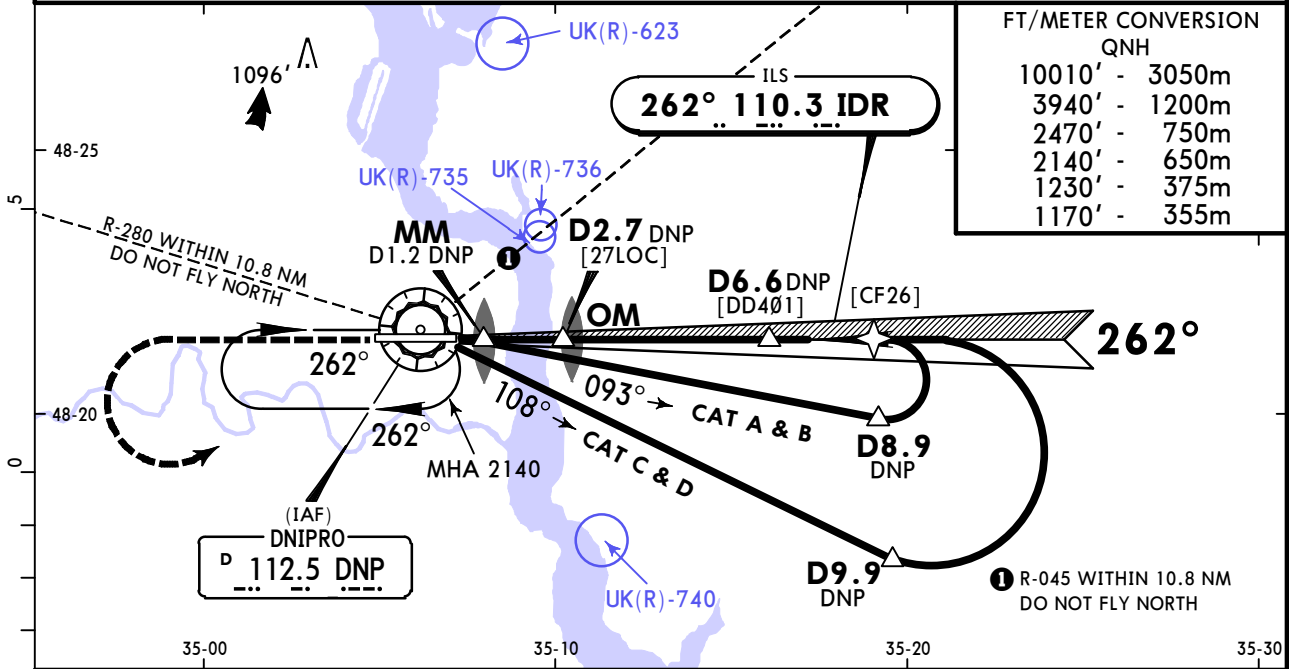 FT/METER CONVERSION
QNH
10010' - 3050m
3940' - 1200m
2470' - 750m
2140' - 650m
1230' - 375m
1170' - 355m
UK(R)-623
1096'
ILS
262° 110.3 IDR
48-25
UK(R)-735
UK(R)-736
5
R-280 WITHIN 10.8 NM
DO NOT FLY NORTH
MM
D1.2 DNP
1
D2.7 DNP
[27LOC]
OM
D6.6 DNP
[DD4Ø1]
[CF26]
262°
262°
093°
CAT A & B
108°
CAT C & D
48-20
262°
D8.9
DNP
MHA 2140
0
(IAF)
DNIPRO
D 112.5 DNP
D9.9
DNP
1 R-045 WITHIN 10.8 NM
DO NOT FLY NORTH
UK(R)-740
35-00
35-10
35-20
35-30